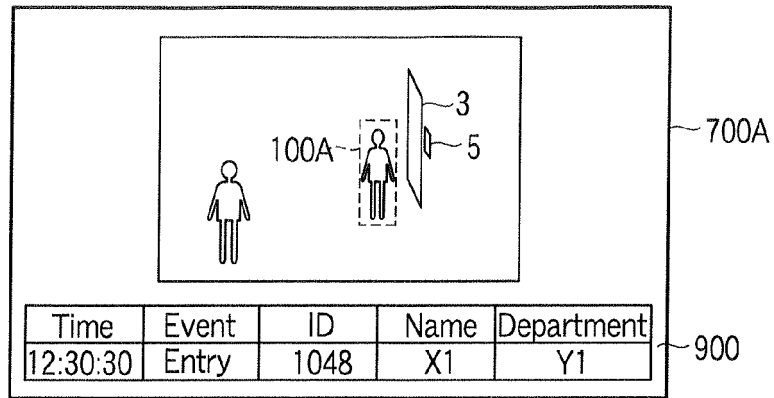 3
700A
100A
5
Time Event ID Name Department
12:30:30 Entry 1048 X1 Y1
900